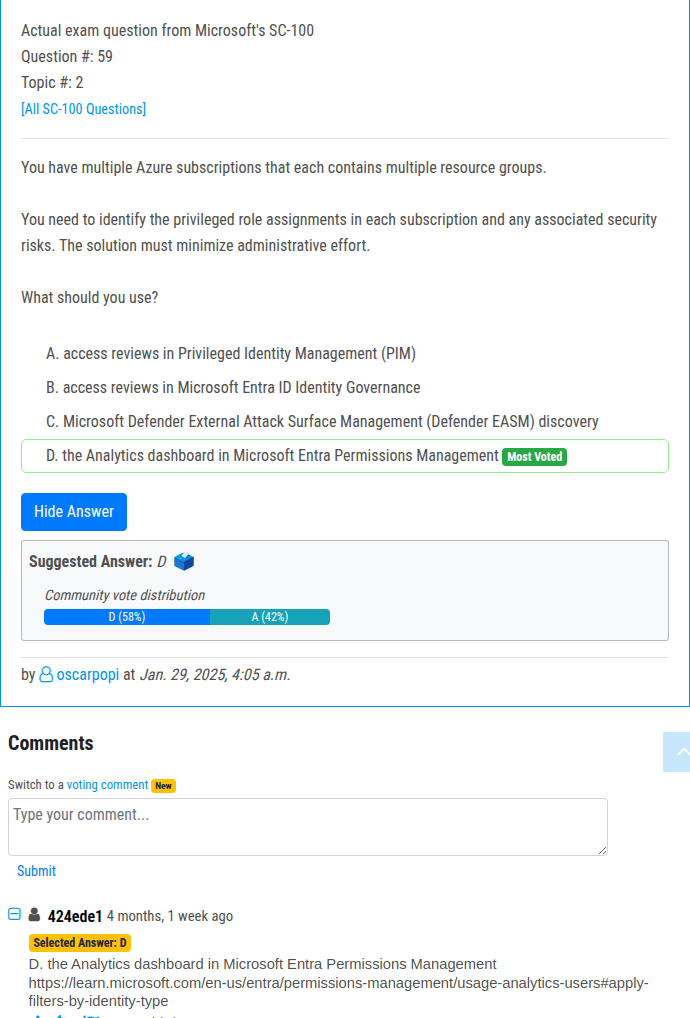 Actual exam question from Microsoft's SC-100
Question #: 59
Topic #: 2
[All SC-100 Questions]
You have multiple Azure subscriptions that each contains multiple resource groups.
You need to identify the privileged role assignments in each subscription and any associated security
risks. The solution must minimize administrative effort.
What should you use?
A. access reviews in Privileged Identity Management (PIM)
B. access reviews in Microsoft Entra ID Identity Governance
C. Microsoft Defender External Attack Surface Management (Defender EASM) discovery
D. the Analytics dashboard in Microsoft Entra Permissions Management Most Voted
Hide Answer
Suggested Answer: D
Community vote distribution
D (58%) A (42%)
by oscarpopi at Jan. 29, 2025, 4:05 a.m.
Comments
Switch to a voting comment New
Type your comment...
Submit
424ede1 4 months, 1 week ago
Selected Answer: D
D. the Analytics dashboard in Microsoft Entra Permissions Management
https://learn.microsoft.com/en-us/entra/permissions-management/usage-analytics-users#apply-
filters-by-identity-type